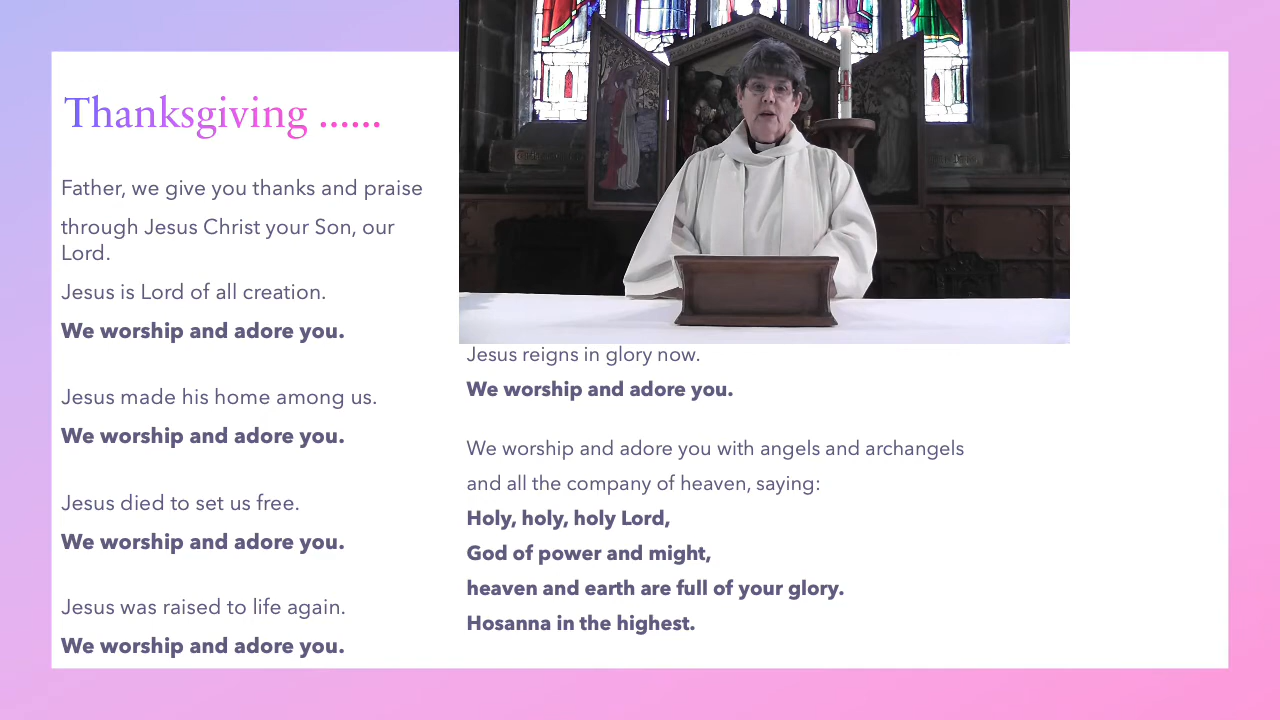 Thanksgiving ......
Father, we give you thanks and praise
through Jesus Christ your Son, our
Lord.
Jesus is Lord of all creation.
We worship and adore you.
Jesus made his home among us.
We worship and adore you.
Jesus died to set us free.
We worship and adore you.
Jesus was raised to life again.
We worship and adore you.
Jesus reigns in glory now.
We worship and adore you.
We worship and adore you with angels and archangels
and all the company of heaven, saying:
Holy, holy, holy Lord,
God of power and might,
heaven and earth are full of your glory.
Hosanna in the highest.